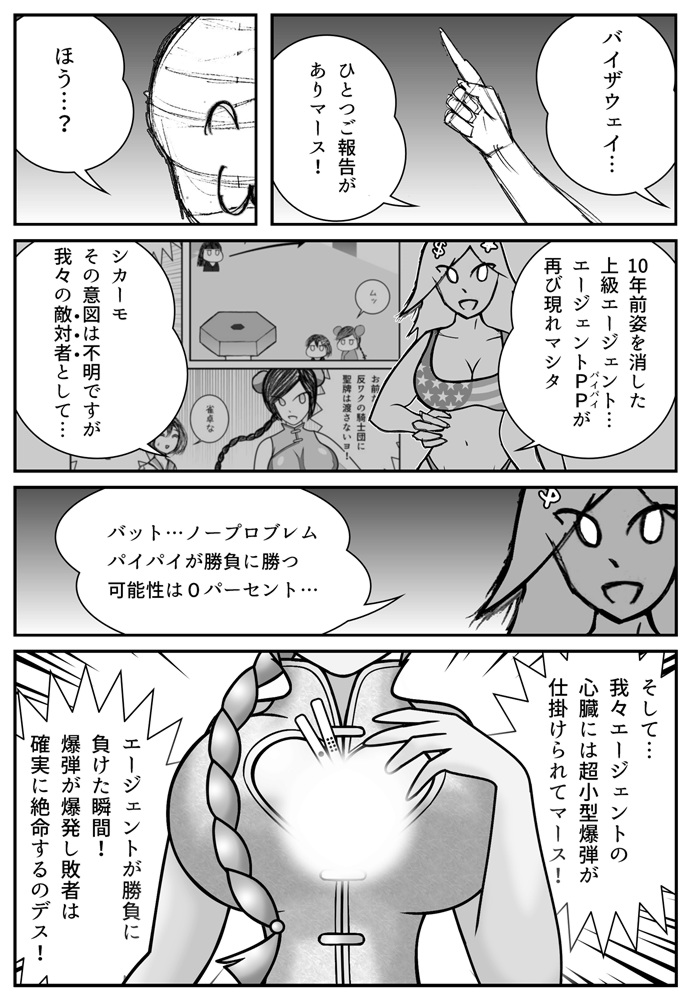 バイザウェイ…
ひとつご報告が
ありマース！
ほう…？
10年前姿を消した
上級エージェント…
エージェントPPが
パイパイ
再び現れマシタ
ムッ
お前た
反ワクの騎士団に
聖牌は渡さないヨ！
雀卓な
シカーモ
その意図は不明ですが
我々の敵対者として…
バット…ノープロブレム
パイパイが勝負に勝つ
可能性は０パーセント…
そして…
我々エージェントの
心臓には超小型爆弾が
仕掛けられてマース！
エージェントが勝負に
負けた瞬間！
爆弾が爆発し敗者は
確実に絶命するのデス！